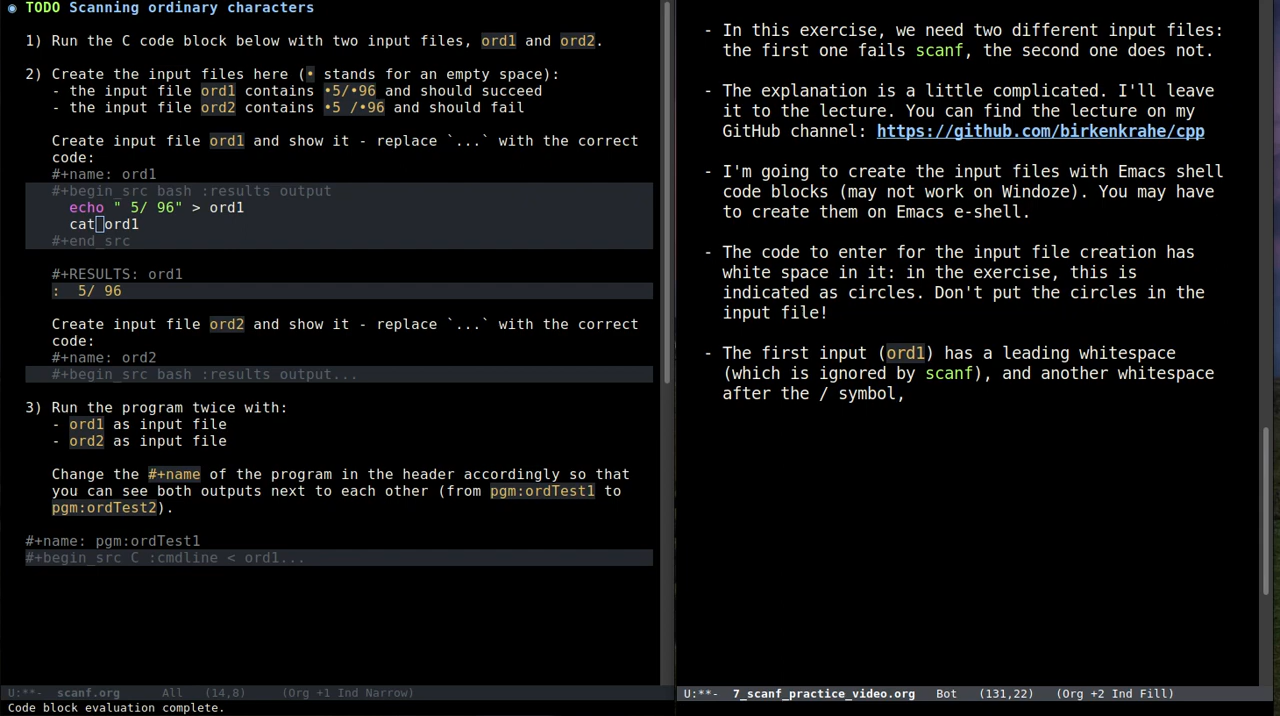 ◉ TODO Scanning ordinary characters
1) Run the C code block below with two input files, ord1 and ord2.
2) Create the input files here (• stands for an empty space):
- the input file ord1 contains •5/•96 and should succeed
- the input file ord2 contains •5 /•96 and should fail
Create input file ord1 and show it - replace `...` with the correct
code:
#+name: ord1
#+begin_src bash :results output
echo " 5/ 96" > ord1
cat ord1
#+end_src
#+RESULTS: ord1
:  5/ 96
Create input file ord2 and show it - replace `...` with the correct
code:
#+name: ord2
#+begin_src bash :results output...
3) Run the program twice with:
- ord1 as input file
- ord2 as input file
Change the #+name of the program in the header accordingly so that
you can see both outputs next to each other (from pgm:ordTest1 to
pgm:ordTest2).
#+name: pgm:ordTest1
#+begin_src C :cmdline < ord1...
U:**-  scanf.org     All   (14,8)     (Org +1 Ind Narrow)
Code block evaluation complete.
- In this exercise, we need two different input files:
the first one fails scanf, the second one does not.
- The explanation is a little complicated. I'll leave
it to the lecture. You can find the lecture on my
GitHub channel: https://github.com/birkenkrahe/cpp
- I'm going to create the input files with Emacs shell
code blocks (may not work on Windoze). You may have
to create them on Emacs e-shell.
- The code to enter for the input file creation has
white space in it: in the exercise, this is
indicated as circles. Don't put the circles in the
input file!
- The first input (ord1) has a leading whitespace
(which is ignored by scanf), and another whitespace
after the / symbol,
U:**-  7_scanf_practice_video.org   Bot   (131,22)   (Org +2 Ind Fill)